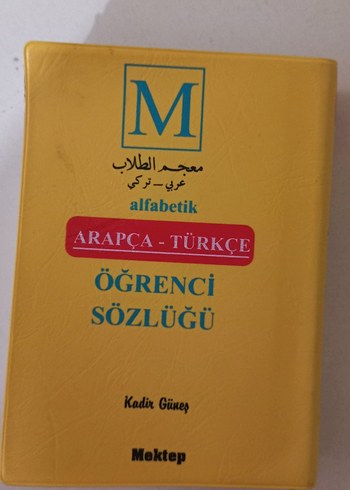 M
معجم الطلاب
عربي – تركي
alfabetik
ARAPÇA - TÜRKÇE
ÖĞRENCİ
SÖZLÜĞÜ
Kadir Güneş
Mektep